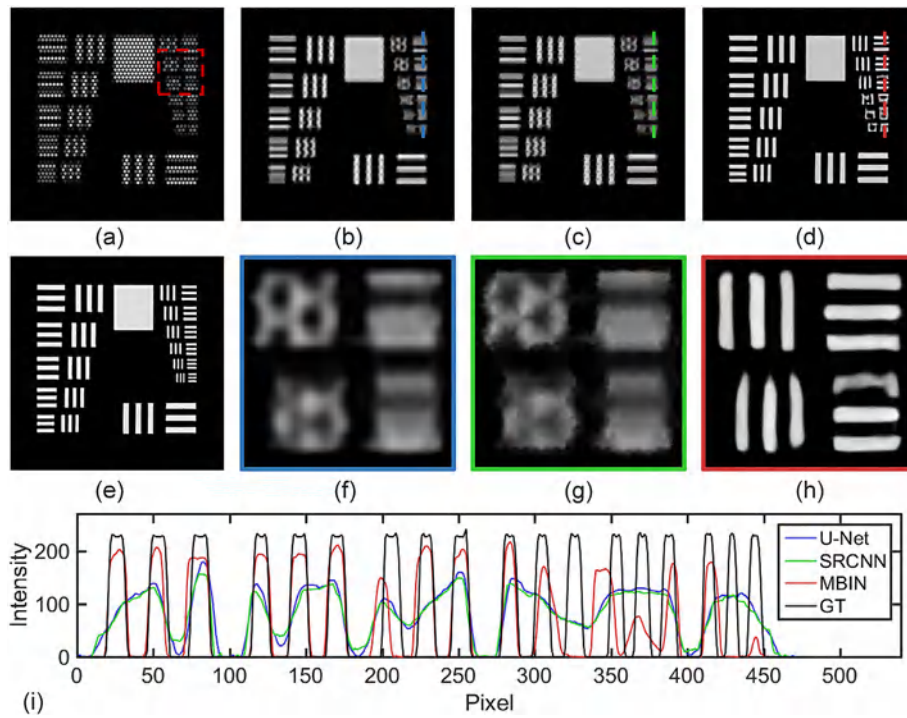 (a) (b) (c) (d)
(e) (f) (g) (h)
Intensity
200
100
0
U-Net
SRCNN
MBIN
GT
0 50 100 150 200 250 300 350 400 450 500
Pixel
(i)